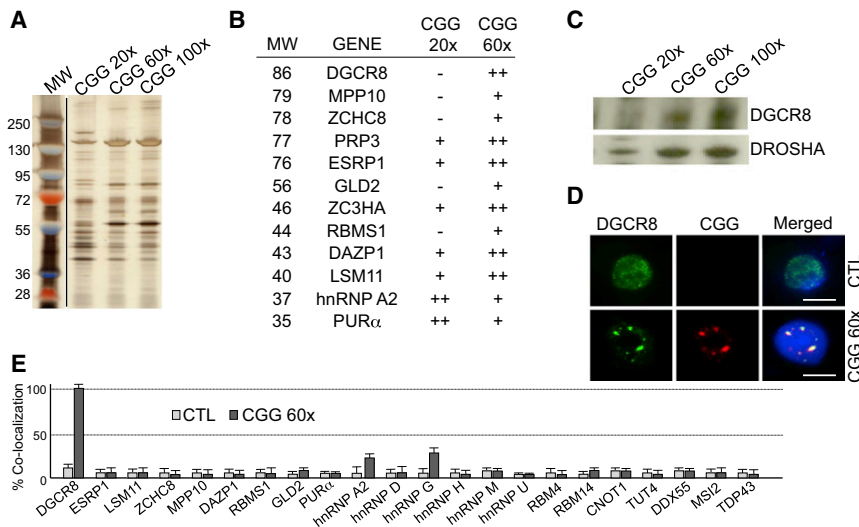 A
MW
CGG 20x
CGG 60x
CGG 100x
250
130
95
72
55
36
28
B
MW GENE CGG 20x CGG 60x
86 DGCR8 - ++
79 MPP10 - +
78 ZCHC8 - +
77 PRP3 + ++
76 ESRP1 + ++
56 GLD2 - +
46 ZC3HA + ++
44 RBMS1 - +
43 DAZP1 + ++
40 LSM11 + ++
37 hnRNP A2 ++ +
35 PURα ++ +
C
CGG 20x
CGG 60x
CGG 100x
DGCR8
DROSHA
D
DGCR8 CGG Merged
CTL
CGG 60x
E
% Co-localization
100
50
0
CTL CGG 60x
DGCR8
ESRP1
LSM11
ZCHC8
MPP10
DAZP1
RBMS1
GLD2
PURα
hnRNP A2
hnRNP D
hnRNP G
hnRNP H
hnRNP M
hnRNP U
RBM4
RBM14
CNOT1
TUT4
DDX55
MSI2
TDP43